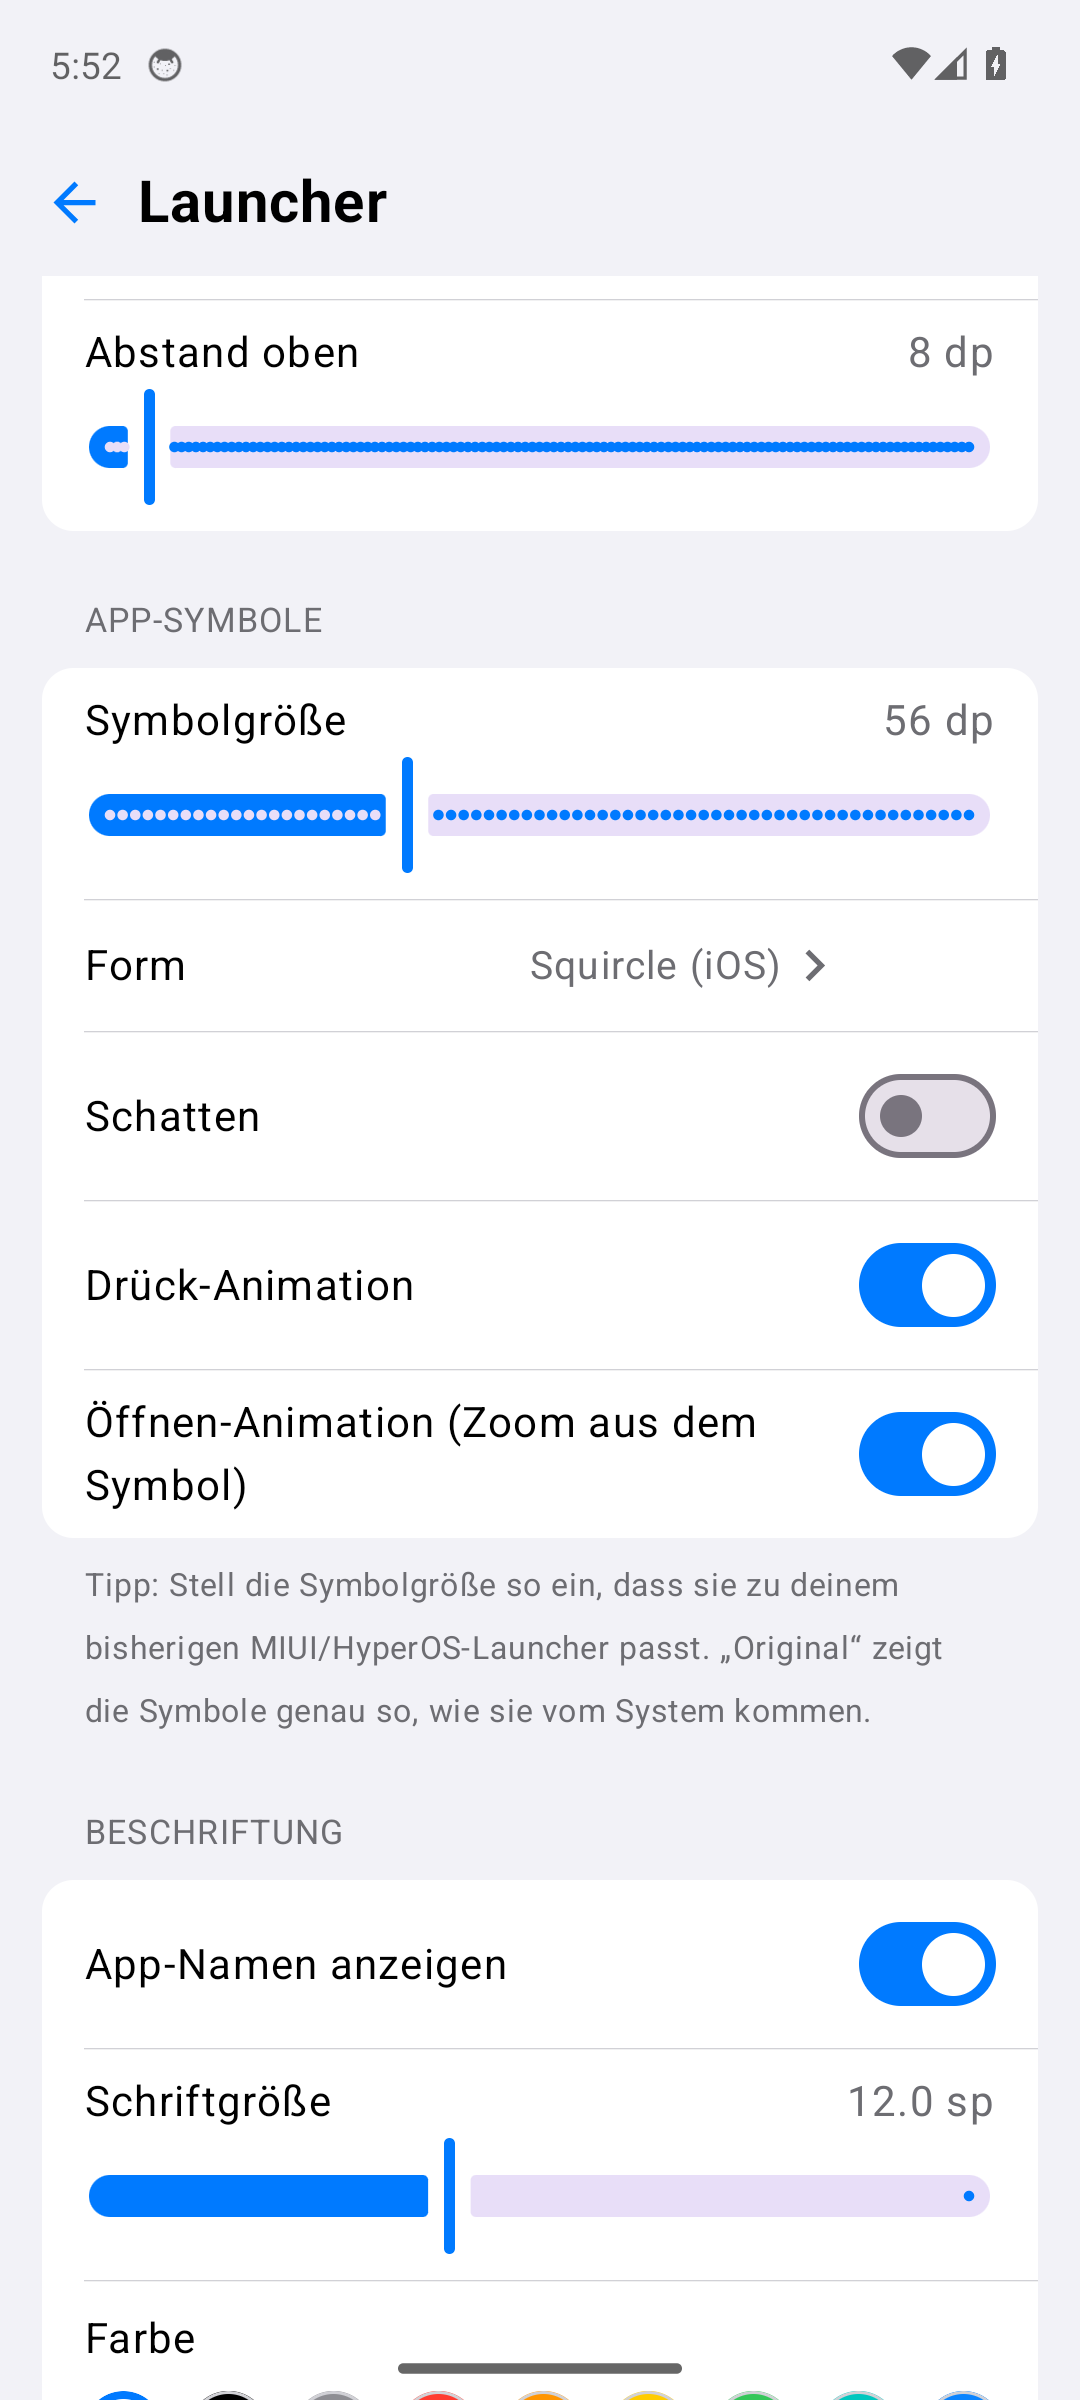 5:52
Launcher
Abstand oben
8 dp
APP-SYMBOLE
Symbolgröße
56 dp
Form
Squircle (iOS)
Schatten
Drück-Animation
Öffnen-Animation (Zoom aus dem
Symbol)
Tipp: Stell die Symbolgröße so ein, dass sie zu deinem
bisherigen MIUI/HyperOS-Launcher passt. „Original“ zeigt
die Symbole genau so, wie sie vom System kommen.
BESCHRIFTUNG
App-Namen anzeigen
Schriftgröße
12.0 sp
Farbe